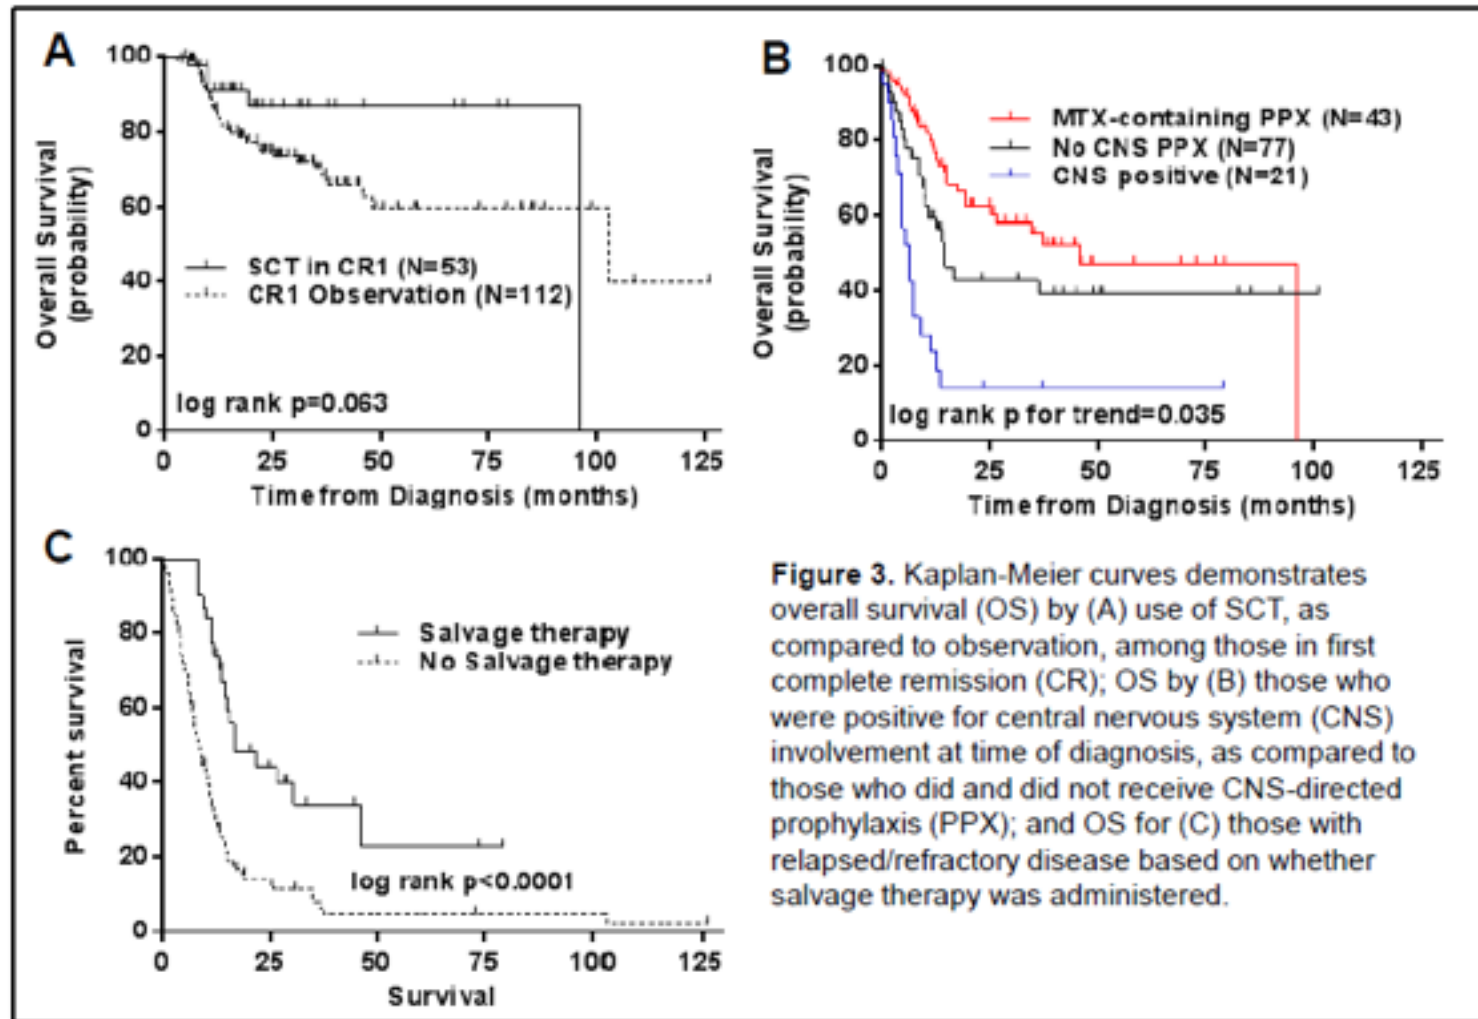 A
100
80
60
40
20
0
Overall Survival
(probability)
SCT in CR1 (N=53)
CR1 Observation (N=112)
log rank p=0.063
0 25 50 75 100 125
Time from Diagnosis (months)
B
100
80
60
40
20
0
Overall Survival
(probability)
MTX-containing PPX (N=43)
No CNS PPX (N=77)
CNS positive (N=21)
log rank p for trend=0.035
0 25 50 75 100 125
Time from Diagnosis (months)
C
100
80
60
40
20
0
Percent survival
Salvage therapy
No Salvage therapy
log rank p<0.0001
0 25 50 75 100 125
Survival
Figure 3. Kaplan-Meier curves demonstrates
overall survival (OS) by (A) use of SCT, as
compared to observation, among those in first
complete remission (CR); OS by (B) those who
were positive for central nervous system (CNS)
involvement at time of diagnosis, as compared to
those who did and did not receive CNS-directed
prophylaxis (PPX); and OS for (C) those with
relapsed/refractory disease based on whether
salvage therapy was administered.